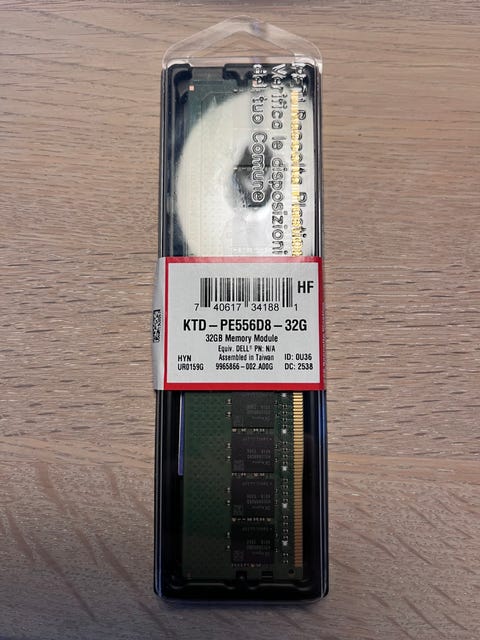 Raccolta
Verifica le disposizioni
del tuo Comune
HF
7 40617 34188 1
KTD-PE556D8-32G
32GB Memory Module
Equiv. DELL® PN: N/A
HYN Assembled in Taiwan ID: 0U36
UR0159G 9965866-002.A00G DC: 2538